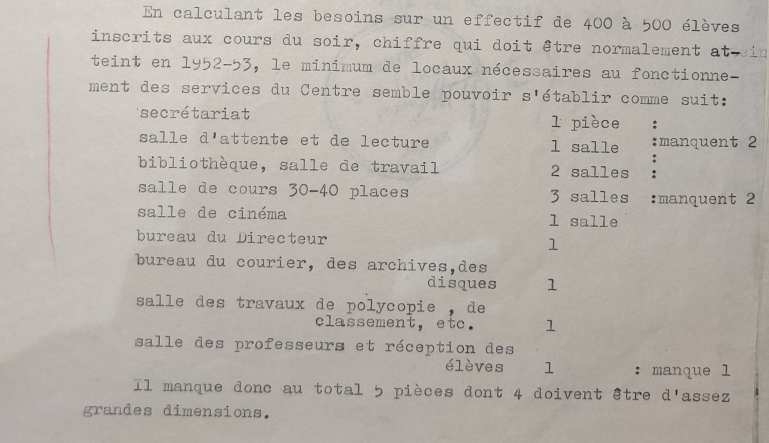 En calculant les besoins sur un effectif de 400 à 500 élèves
inscrits aux cours du soir, chiffre qui doit être normalement at-
teint en 1952-53, le minimum de locaux nécessaires au fonctionne-
ment des services du Centre semble pouvoir s'établir comme suit:
secrétariat 1 pièce :
salle d'attente et de lecture 1 salle :manquent 2
:
bibliothèque, salle de travail 2 salles :
salle de cours 30-40 places 3 salles :manquent 2
salle de cinéma 1 salle
bureau du Directeur 1
bureau du courier, des archives,des
disques 1
salle des travaux de polycopie , de
classement, etc. 1
salle des professeurs et réception des
élèves 1 : manque 1
Il manque donc au total 5 pièces dont 4 doivent être d'assez
grandes dimensions.